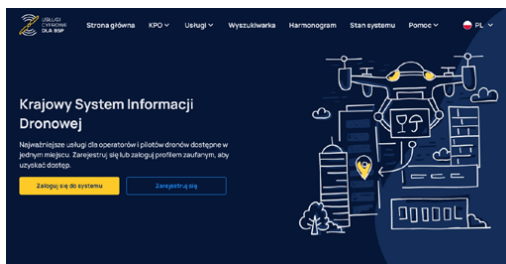 USŁUGI
CYFROWE
DLA BSP
Strona główna KPO Usługi Wyszukiwarka Harmonogram Stan systemu Pomoc PL
Krajowy System Informacji
Dronowej
Najważniejsze usługi dla operatorów i pilotów dronów dostępne w
jednym miejscu. Zarejestruj się lub zaloguj profilem zaufanym, aby
uzyskać dostęp.
Zaloguj się do systemu Zarejestruj się